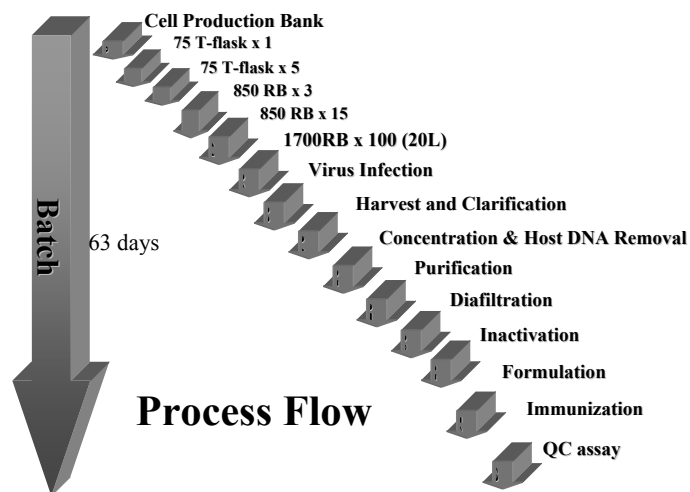 Cell Production Bank
75 T-flask x 1
75 T-flask x 5
850 RB x 3
850 RB x 15
1700RB x 100 (20L)
Virus Infection
Harvest and Clarification
Concentration & Host DNA Removal
Purification
Diafiltration
Inactivation
Formulation
Immunization
QC assay
Batch
63 days
Process Flow